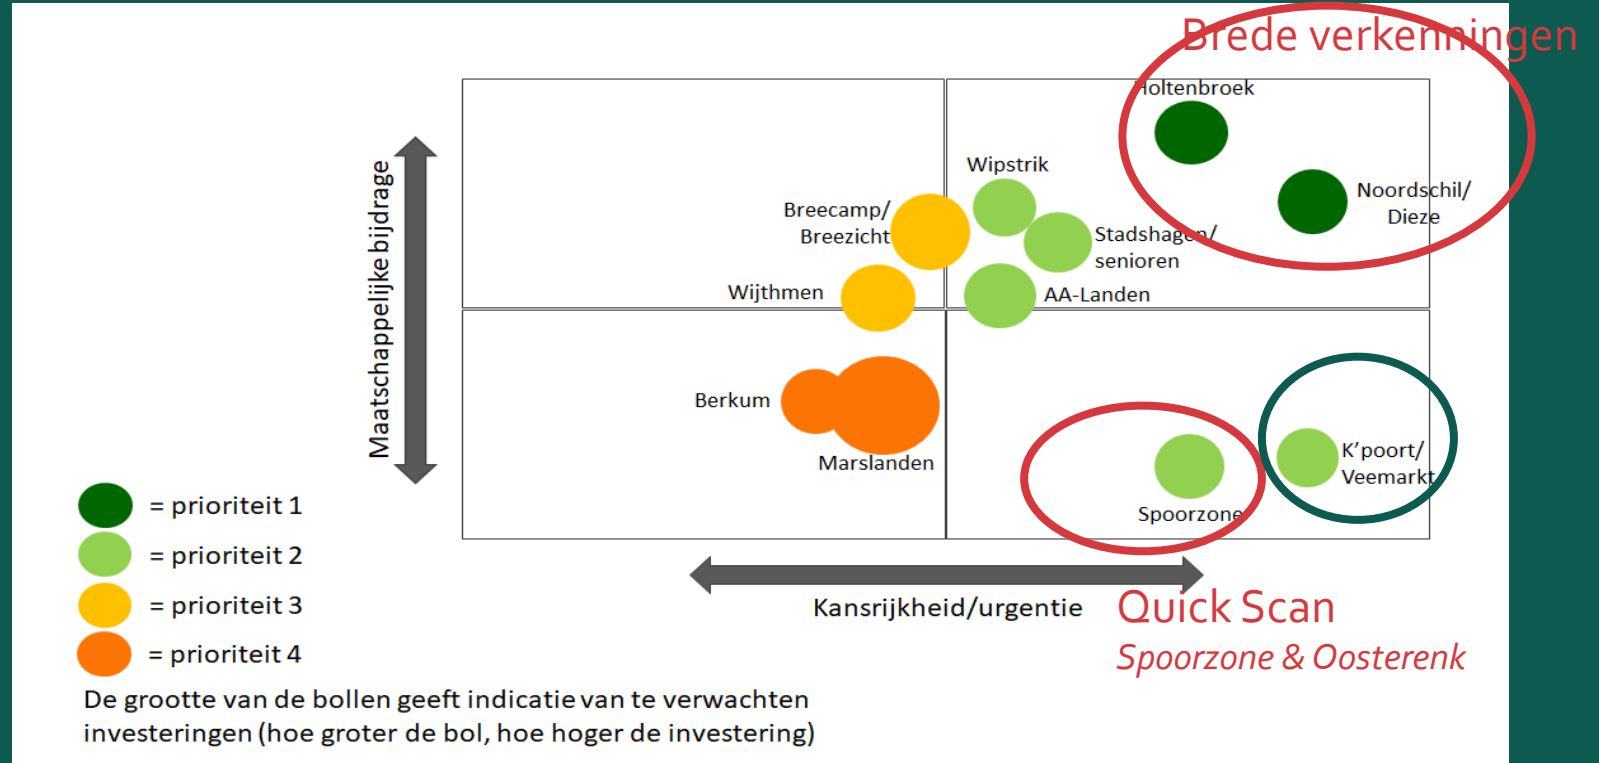 Brede verkenningen
Holtenbroek
Wipstrik
Noordschil/
Dieze
Breecamp/
Breezicht
Stadshagen/
senioren
Wijthmen
AA-Landen
Maatschappelijke bijdrage
Berkum
Marslanden
K'poort/
Veemarkt
Spoorzone
= prioriteit 1
= prioriteit 2
= prioriteit 3
= prioriteit 4
Kansrijkheid/urgentie
Quick Scan
Spoorzone & Oosterenk
De grootte van de bollen geeft indicatie van te verwachten
investeringen (hoe groter de bol, hoe hoger de investering)